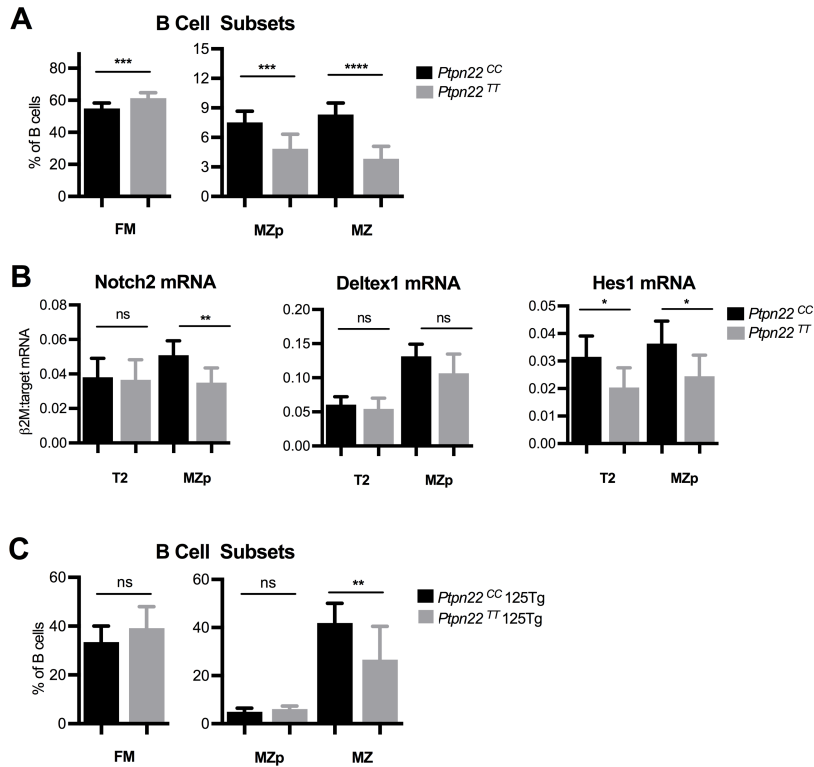 A
B Cell Subsets
% of B cells
80
60
40
20
0
***
FM
15
12
9
6
3
0
***
****
MZp MZ
Ptpn22 CC
Ptpn22 TT
B
Notch2 mRNA
β2M:target mRNA
0.08
0.06
0.04
0.02
0.00
ns
**
T2 MZp
Deltex1 mRNA
0.20
0.15
0.10
0.05
0.00
ns
ns
T2 MZp
Hes1 mRNA
0.05
0.04
0.03
0.02
0.01
0.00
*
*
T2 MZp
Ptpn22 CC
Ptpn22 TT
C
B Cell Subsets
% of B cells
60
40
20
0
ns
FM
60
40
20
0
ns
**
MZp MZ
Ptpn22 CC 125Tg
Ptpn22 TT 125Tg